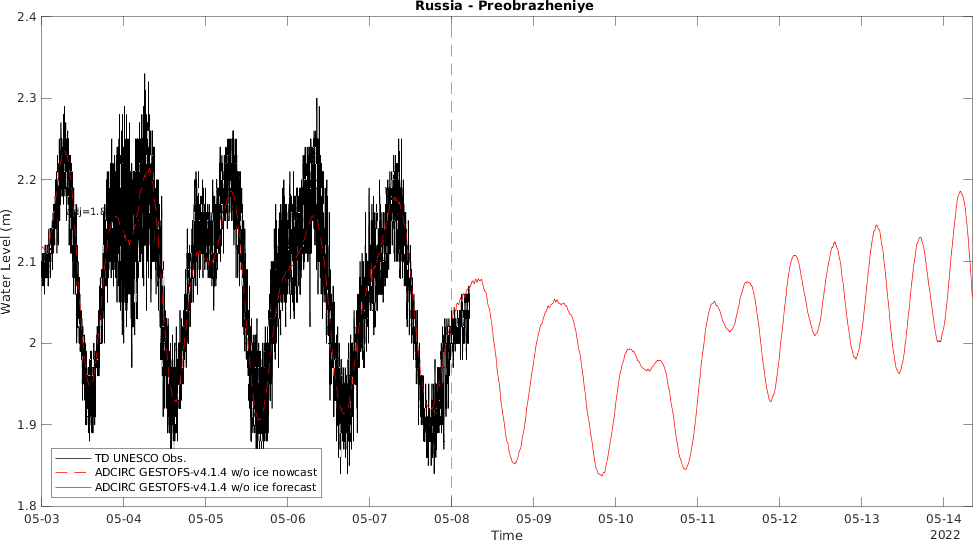 Russia - Preobrazheniye
Water Level (m)
2.4
2.3
2.2
2.1
2
1.9
1.8
TD UNESCO Obs.
ADCIRC GESTOFS-v4.1.4 w/o ice nowcast
ADCIRC GESTOFS-v4.1.4 w/o ice forecast
05-03 05-04 05-05 05-06 05-07 05-08 05-09 05-10 05-11 05-12 05-13 05-14
Time
2022